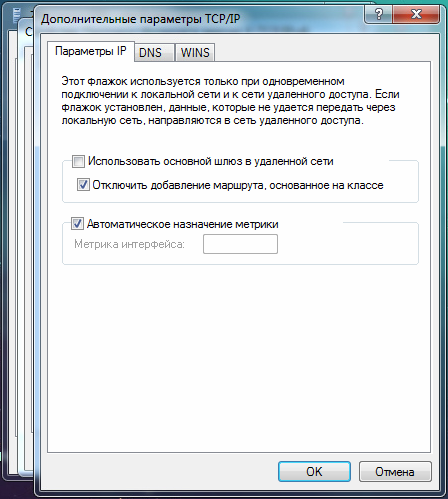 Дополнительные параметры TCP/IP
Параметры IP
DNS
WINS
Этот флажок используется только при одновременном
подключении к локальной сети и к сети удаленного доступа. Если
флажок установлен, данные, которые не удается передать через
локальную сеть, направляются в сеть удаленного доступа.
Использовать основной шлюз в удаленной сети
Отключить добавление маршрута, основанное на классе
Автоматическое назначение метрики
Метрика интерфейса:
OK
Отмена